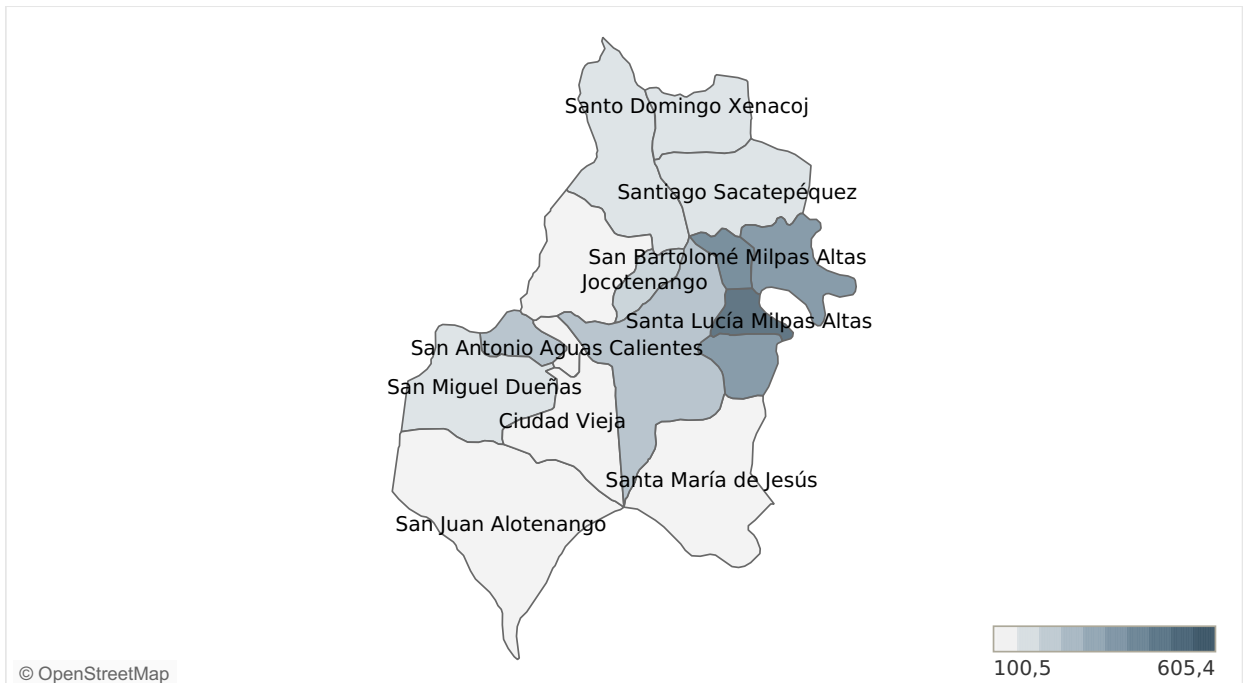 Santo Domingo Xenacoj
Santiago Sacatepéquez
San Bartolomé Milpas Altas
Jocotenango
Santa Lucía Milpas Altas
San Antonio Aguas Calientes
San Miguel Dueñas
Ciudad Vieja
Santa María de Jesús
San Juan Alotenango
100,5
605,4
© OpenStreetMap